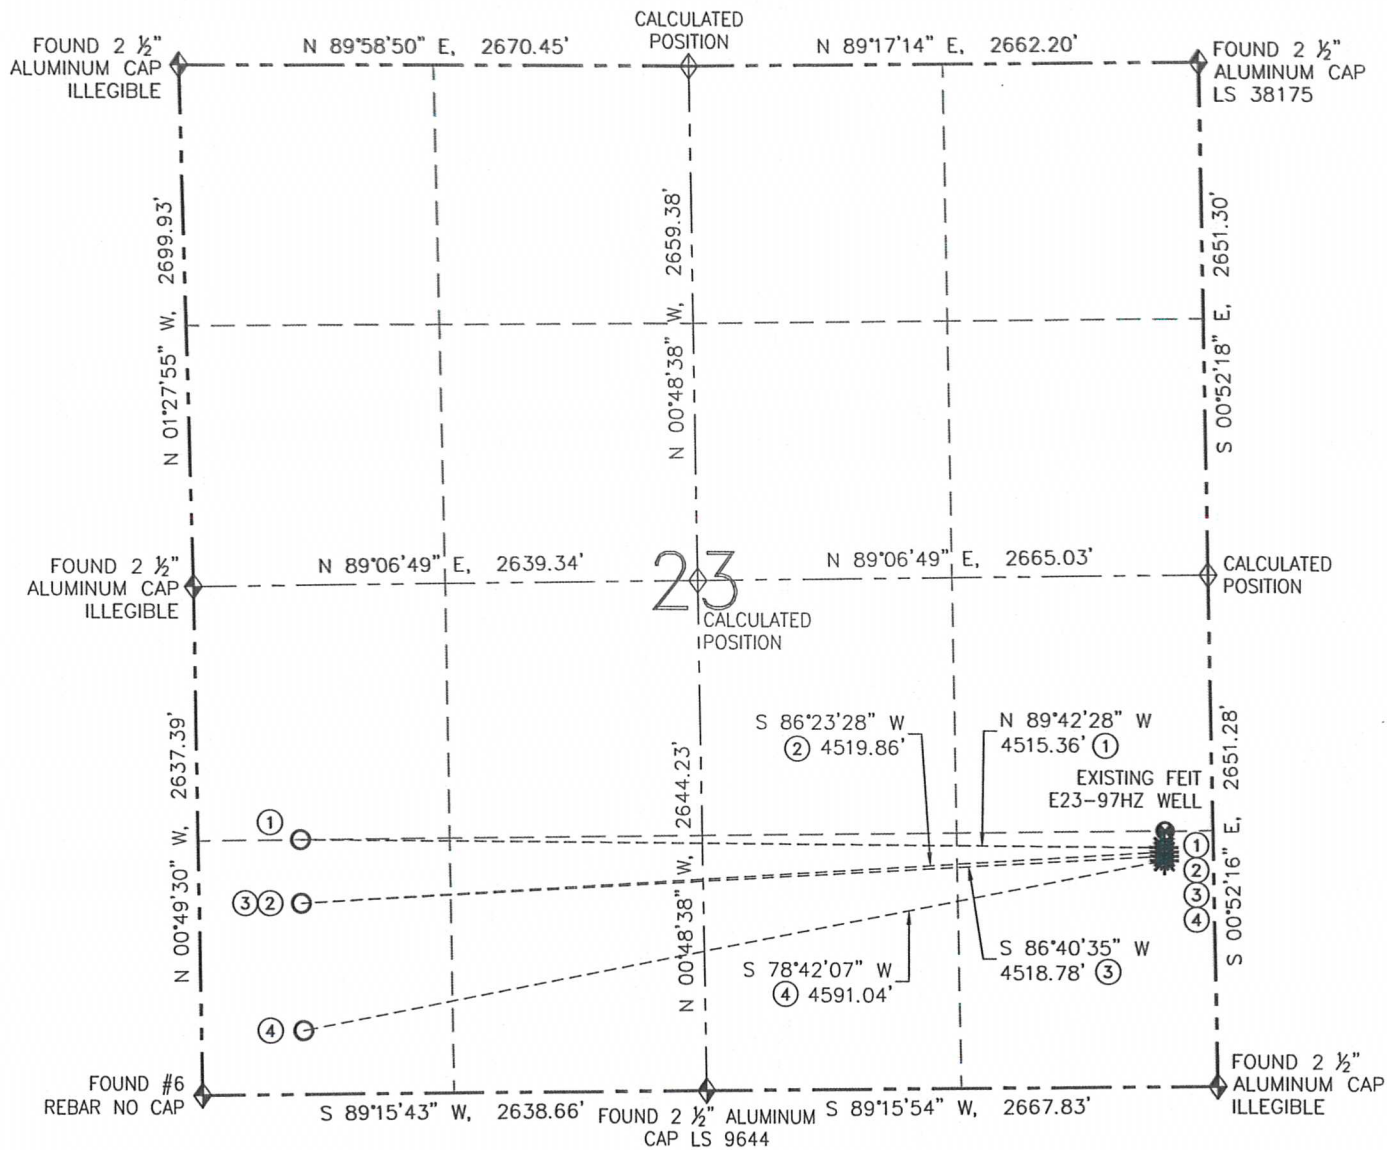 CALCULATED
POSITION
FOUND 2 ½"
ALUMINUM CAP
ILLEGIBLE
N 89°58'50" E, 2670.45'
N 89°17'14" E, 2662.20'
FOUND 2 ½"
ALUMINUM CAP
LS 38175
N 01°27'55" W, 2699.93'
N 00°48'38" W, 2659.38'
S 00°52'18" E, 2651.30'
FOUND 2 ½"
ALUMINUM CAP
ILLEGIBLE
N 89°06'49" E, 2639.34'
23
N 89°06'49" E, 2665.03'
CALCULATED
POSITION
CALCULATED
POSITION
N 00°49'30" W, 2637.39'
N 00°48'38" W, 2644.23'
S 00°52'16" E, 2651.28'
S 86°23'28" W
② 4519.86'
N 89°42'28" W
4515.36' ①
EXISTING FEIT
E23-97HZ WELL
①
③②
④
①
②
③
④
S 78°42'07" W
④ 4591.04'
S 86°40'35" W
4518.78' ③
FOUND #6
REBAR NO CAP
S 89°15'43" W, 2638.66'
FOUND 2 ½" ALUMINUM
CAP LS 9644
S 89°15'54" W, 2667.83'
FOUND 2 ½"
ALUMINUM CAP
ILLEGIBLE